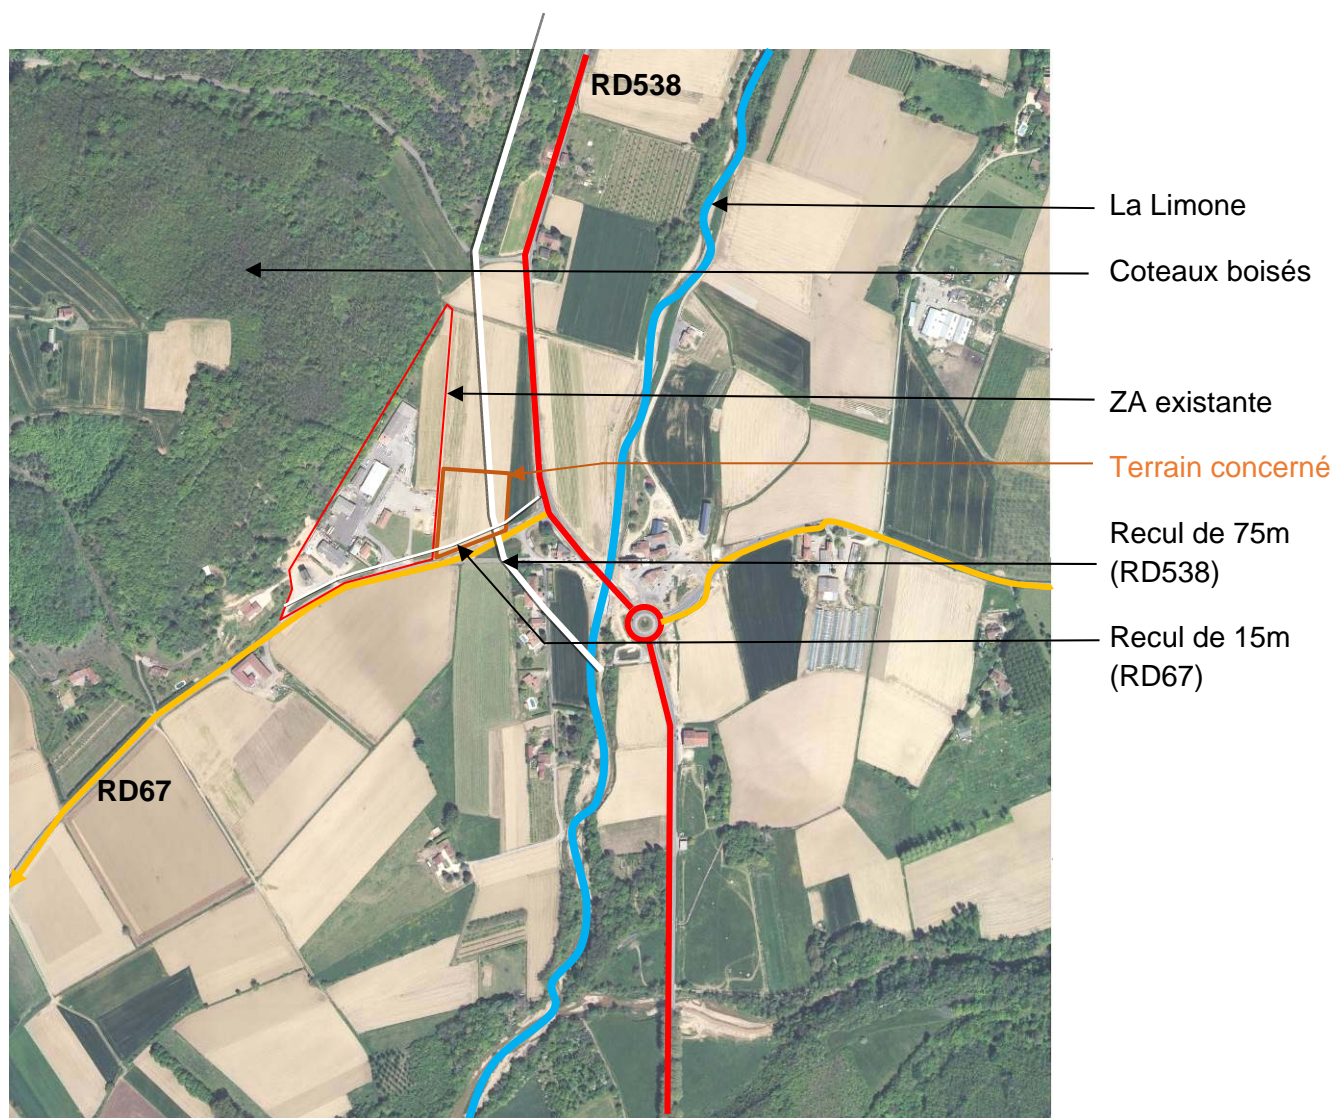 RD538
La Limone
Coteaux boisés
ZA existante
Terrain concerné
Recul de 75m
(RD538)
Recul de 15m
(RD67)
RD67